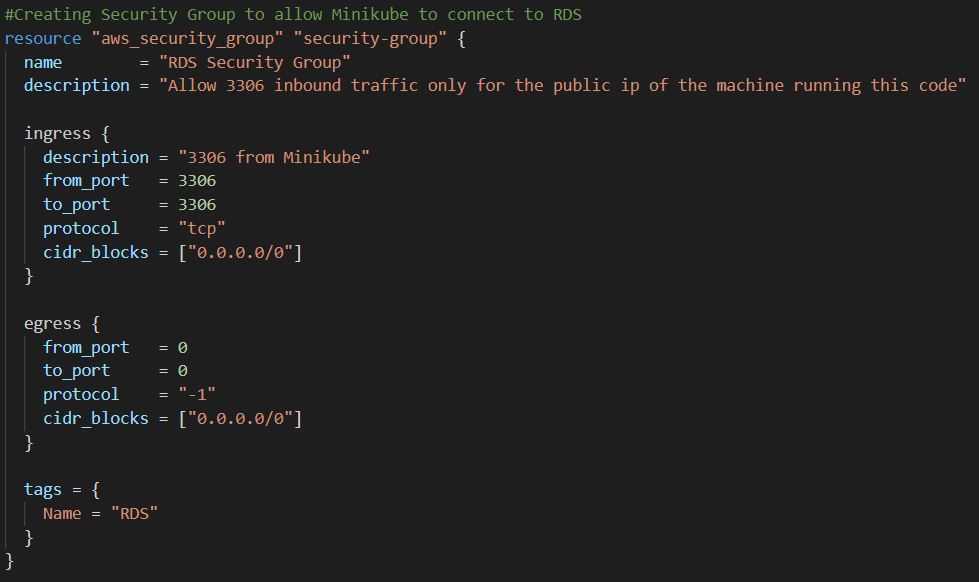 #Creating Security Group to allow Minikube to connect to RDS
resource "aws_security_group" "security-group" {
  name        = "RDS Security Group"
  description = "Allow 3306 inbound traffic only for the public ip of the machine running this code"

  ingress {
    description = "3306 from Minikube"
    from_port   = 3306
    to_port     = 3306
    protocol    = "tcp"
    cidr_blocks = ["0.0.0.0/0"]
  }

  egress {
    from_port   = 0
    to_port     = 0
    protocol    = "-1"
    cidr_blocks = ["0.0.0.0/0"]
  }

  tags = {
    Name = "RDS"
  }
}